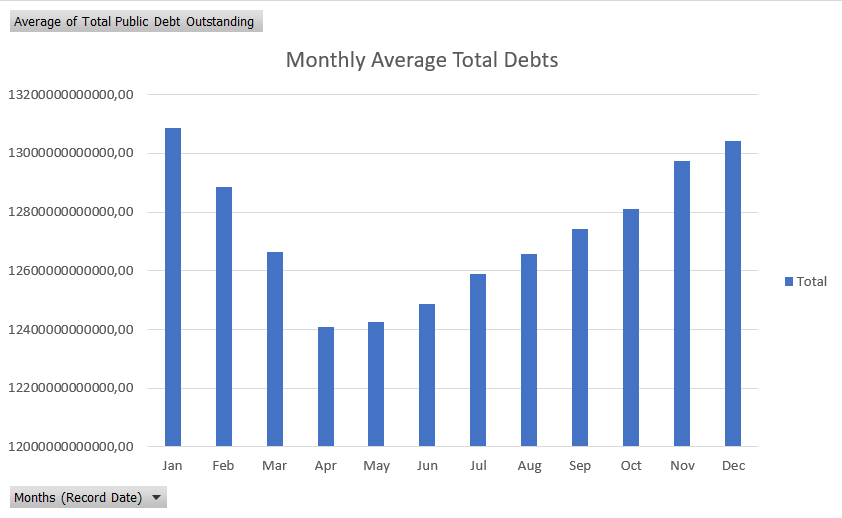 Average of Total Public Debt Outstanding
Monthly Average Total Debts
13200000000000,00
13000000000000,00
12800000000000,00
12600000000000,00
12400000000000,00
12200000000000,00
12000000000000,00
Jan Feb Mar Apr May Jun Jul Aug Sep Oct Nov Dec
Total
Months (Record Date)